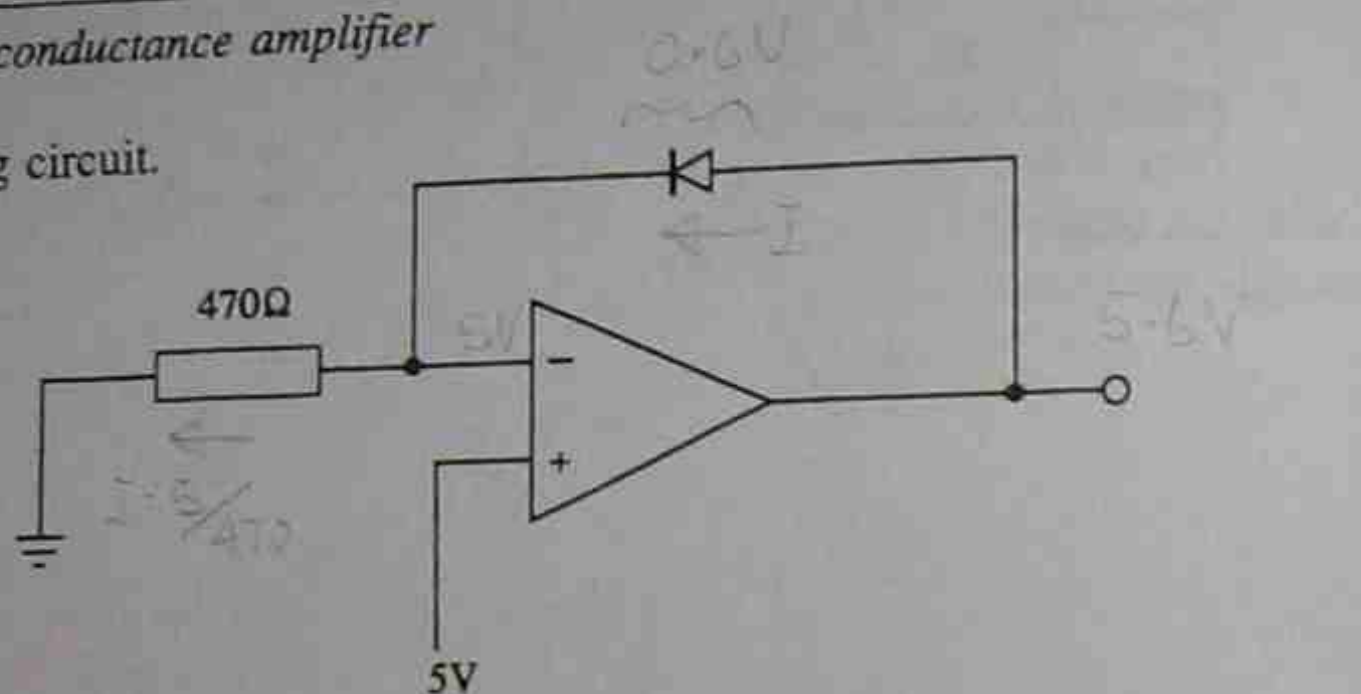 conductance amplifier
0.6V
g circuit.
I
470Ω
5V
5.6V
−
+
I=5/470
5V